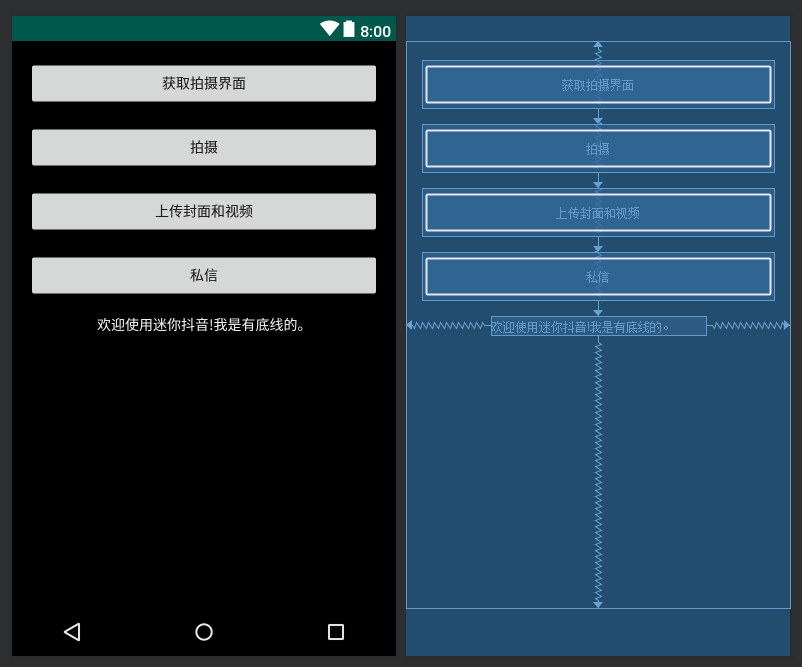 8:00
获取拍摄界面
拍摄
上传封面和视频
私信
欢迎使用迷你抖音!我是有底线的。
获取拍摄界面
拍摄
上传封面和视频
私信
欢迎使用迷你抖音!我是有底线的。